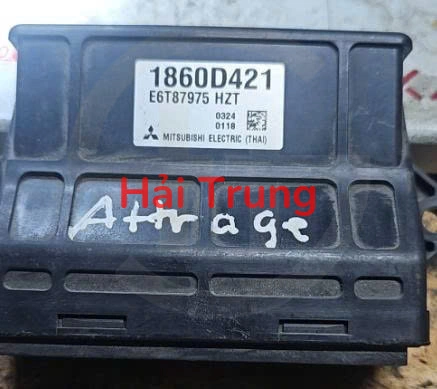 1860D421
E6T87975 HZT
0324
0118
MITSUBISHI ELECTRIC (THAI)
Hải Trung
Attrage